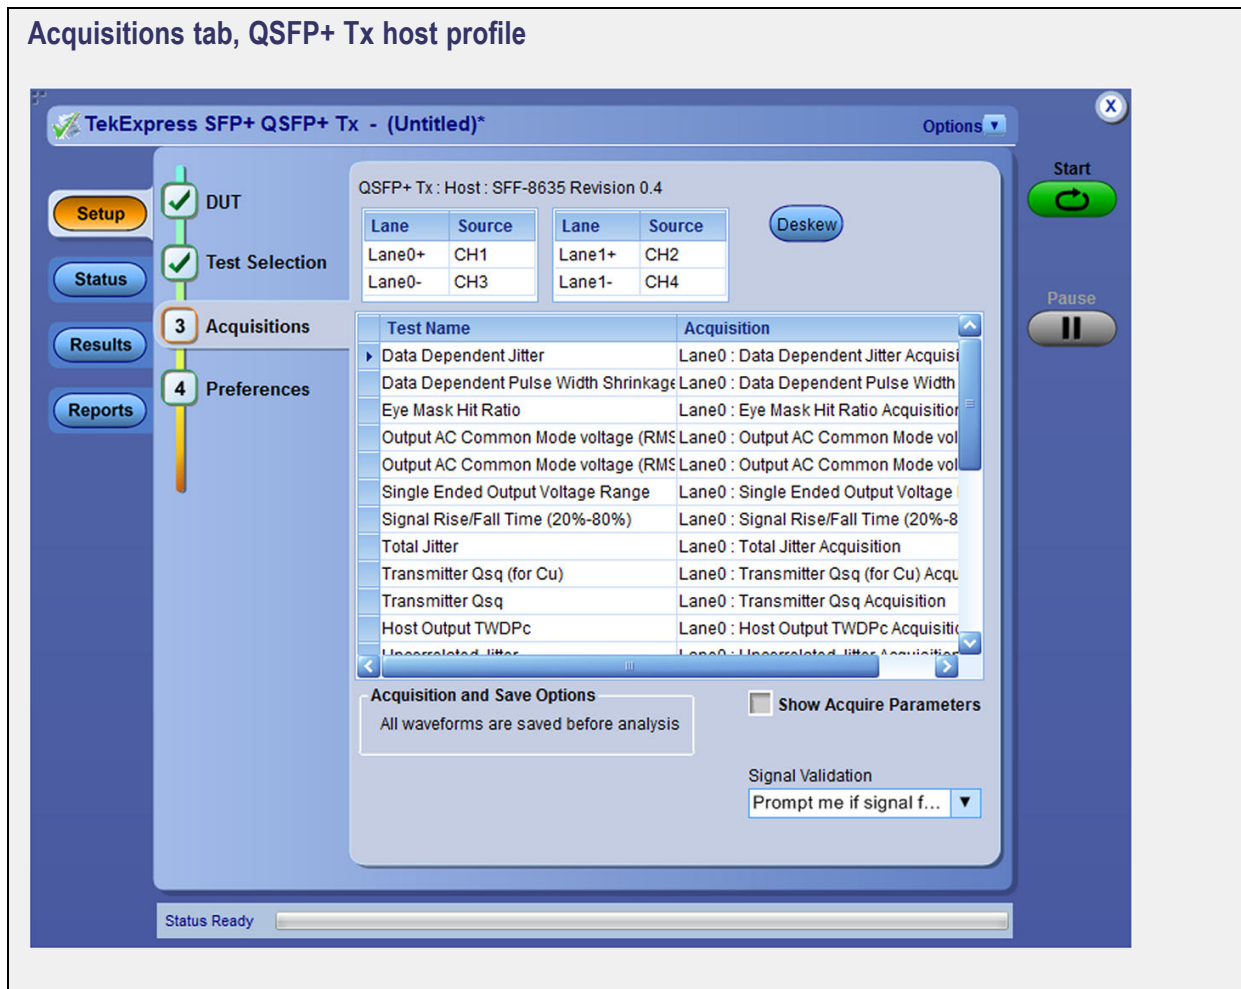 Acquisitions tab, QSFP+ Tx host profile
X
TekExpress SFP+ QSFP+ Tx - (Untitled)*
Options
Start
Pause
Setup
Status
Results
Reports
DUT
Test Selection
3 Acquisitions
4 Preferences
QSFP+ Tx : Host : SFF-8635 Revision 0.4
Lane Source Lane Source
Lane0+ CH1 Lane1+ CH2
Lane0- CH3 Lane1- CH4
Deskew
Test Name Acquisition
Data Dependent Jitter Lane0 : Data Dependent Jitter Acquisi
Data Dependent Pulse Width Shrinkage Lane0 : Data Dependent Pulse Width
Eye Mask Hit Ratio Lane0 : Eye Mask Hit Ratio Acquisition
Output AC Common Mode voltage (RMS Lane0 : Output AC Common Mode vol
Output AC Common Mode voltage (RMS Lane0 : Output AC Common Mode vol
Single Ended Output Voltage Range Lane0 : Single Ended Output Voltage
Signal Rise/Fall Time (20%-80%) Lane0 : Signal Rise/Fall Time (20%-8
Total Jitter Lane0 : Total Jitter Acquisition
Transmitter Qsq (for Cu) Lane0 : Transmitter Qsq (for Cu) Acqu
Transmitter Qsq Lane0 : Transmitter Qsq Acquisition
Host Output TWDPc Lane0 : Host Output TWDPc Acquisitio
Uncorrelated Jitter Lane0 : Uncorrelated Jitter Acquisition
Acquisition and Save Options
All waveforms are saved before analysis
Show Acquire Parameters
Signal Validation
Prompt me if signal f...
Status Ready